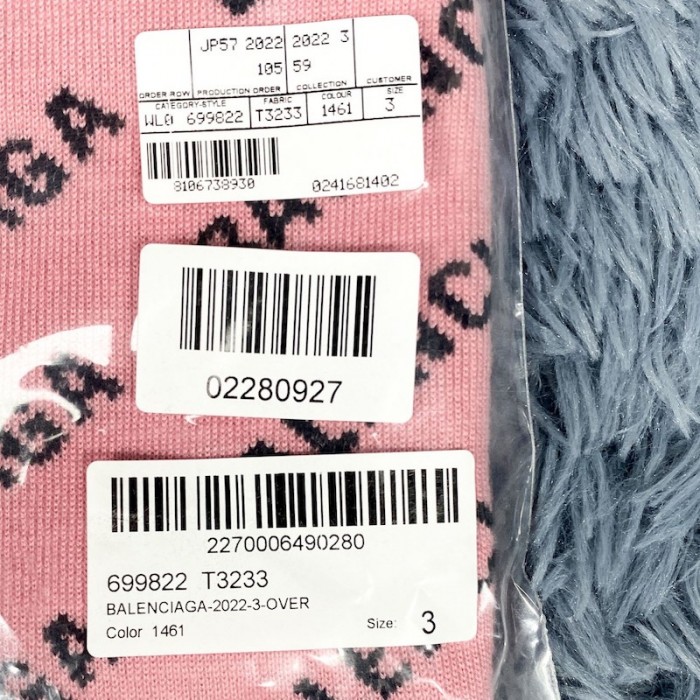 JP57 2022 2022 3
105 59
ORDER ROW PRODUCTION ORDER COLLECTION CUSTOMER
CATEGORY-STYLE FABRIC COLOUR SIZE
WL0 699822 T3233 1461 3
8106738930 0241681402
02280927
2270006490280
699822 T3233
BALENCIAGA-2022-3-OVER
Color 1461 Size: 3